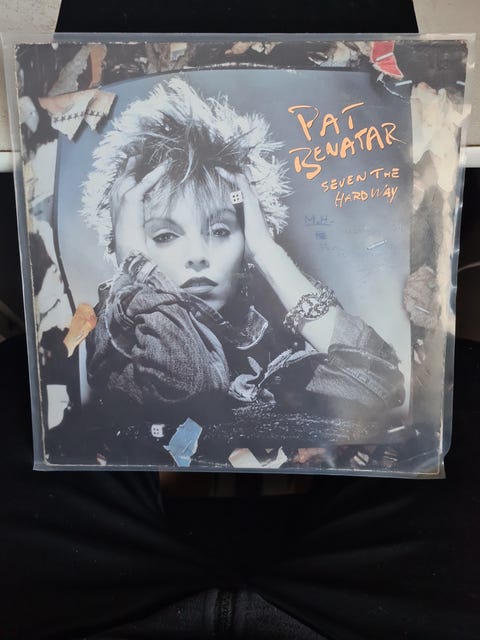 PAT
BENATAR
SEVEN THE
HARD WAY
M.H.